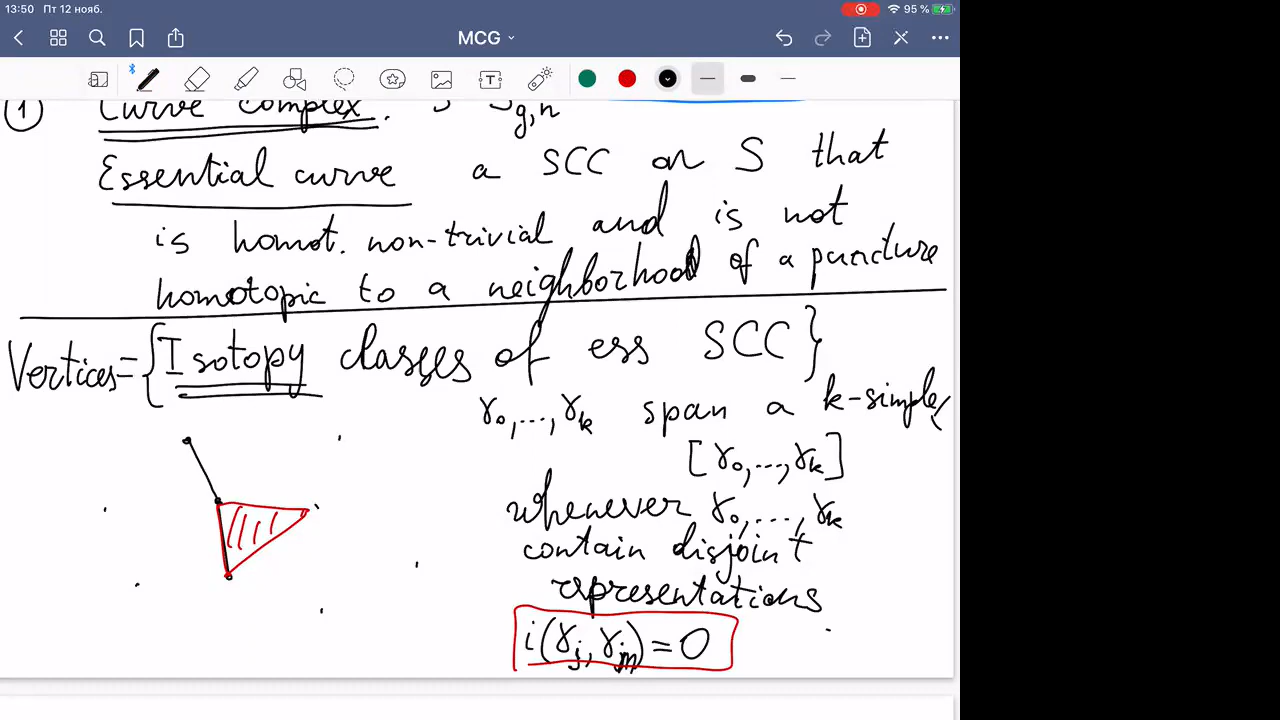 13:50 Пт 12 нояб. 95 %
MCG
① Curve complex. S S_{g,n}
Essential curve a SCC on S that
is homot. non-trivial and is not
homotopic to a neighborhood of a puncture
Vertices = { Isotopy classes of ess SCC }
γ_0, ..., γ_k span a k-simplex
[γ_0, ..., γ_k]
whenever γ_0, ..., γ_k
contain disjoint
representations
i(γ_j, γ_m) = 0